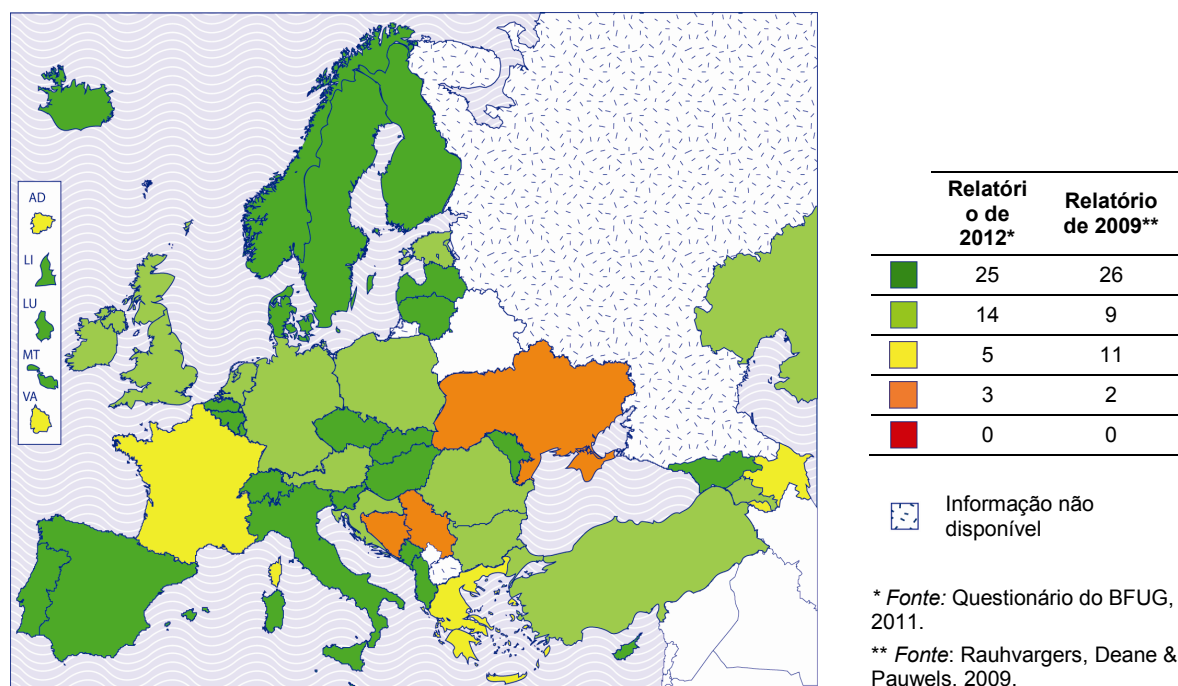 AD
LI
LU
MT
VA
Relatóri
o de
2012*
Relatório
de 2009**
25 26
14 9
5 11
3 2
0 0
Informação não
disponível
* Fonte: Questionário do BFUG,
2011.
** Fonte: Rauhvargers, Deane &
Pauwels, 2009.